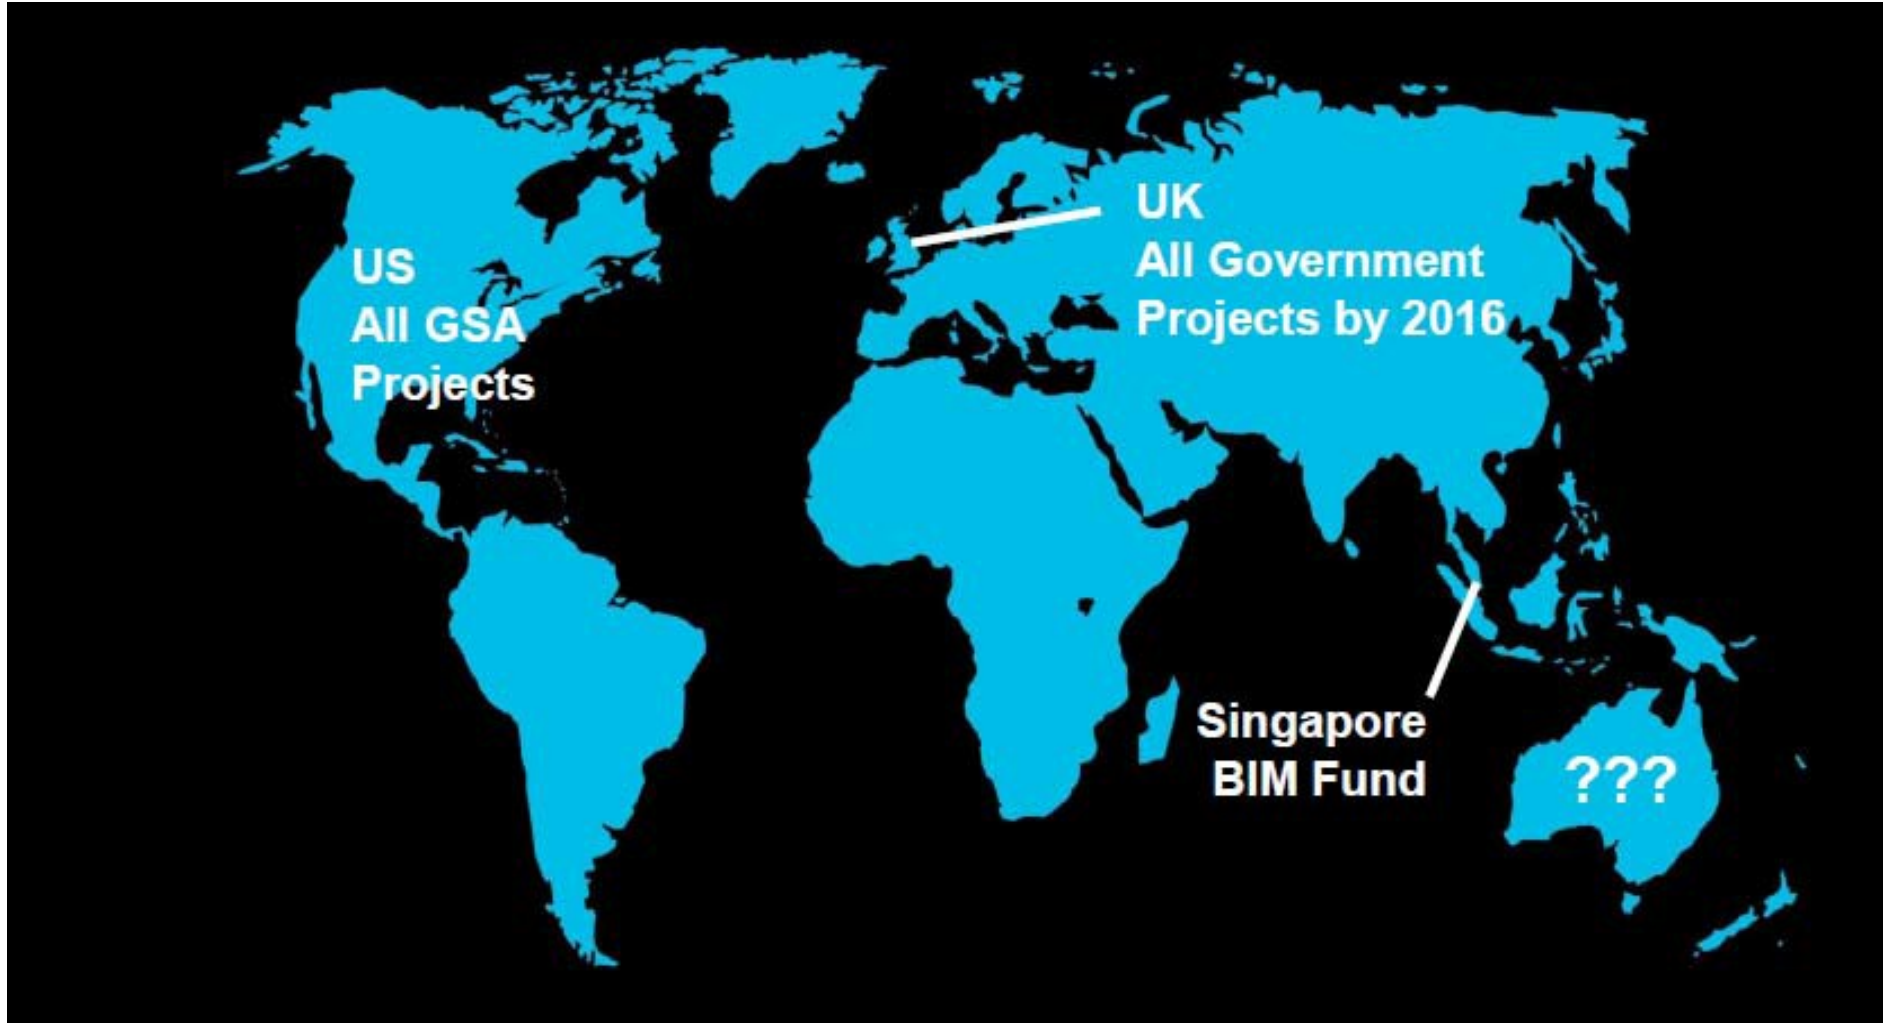 US
All GSA
Projects
UK
All Government
Projects by 2016
Singapore
BIM Fund
???